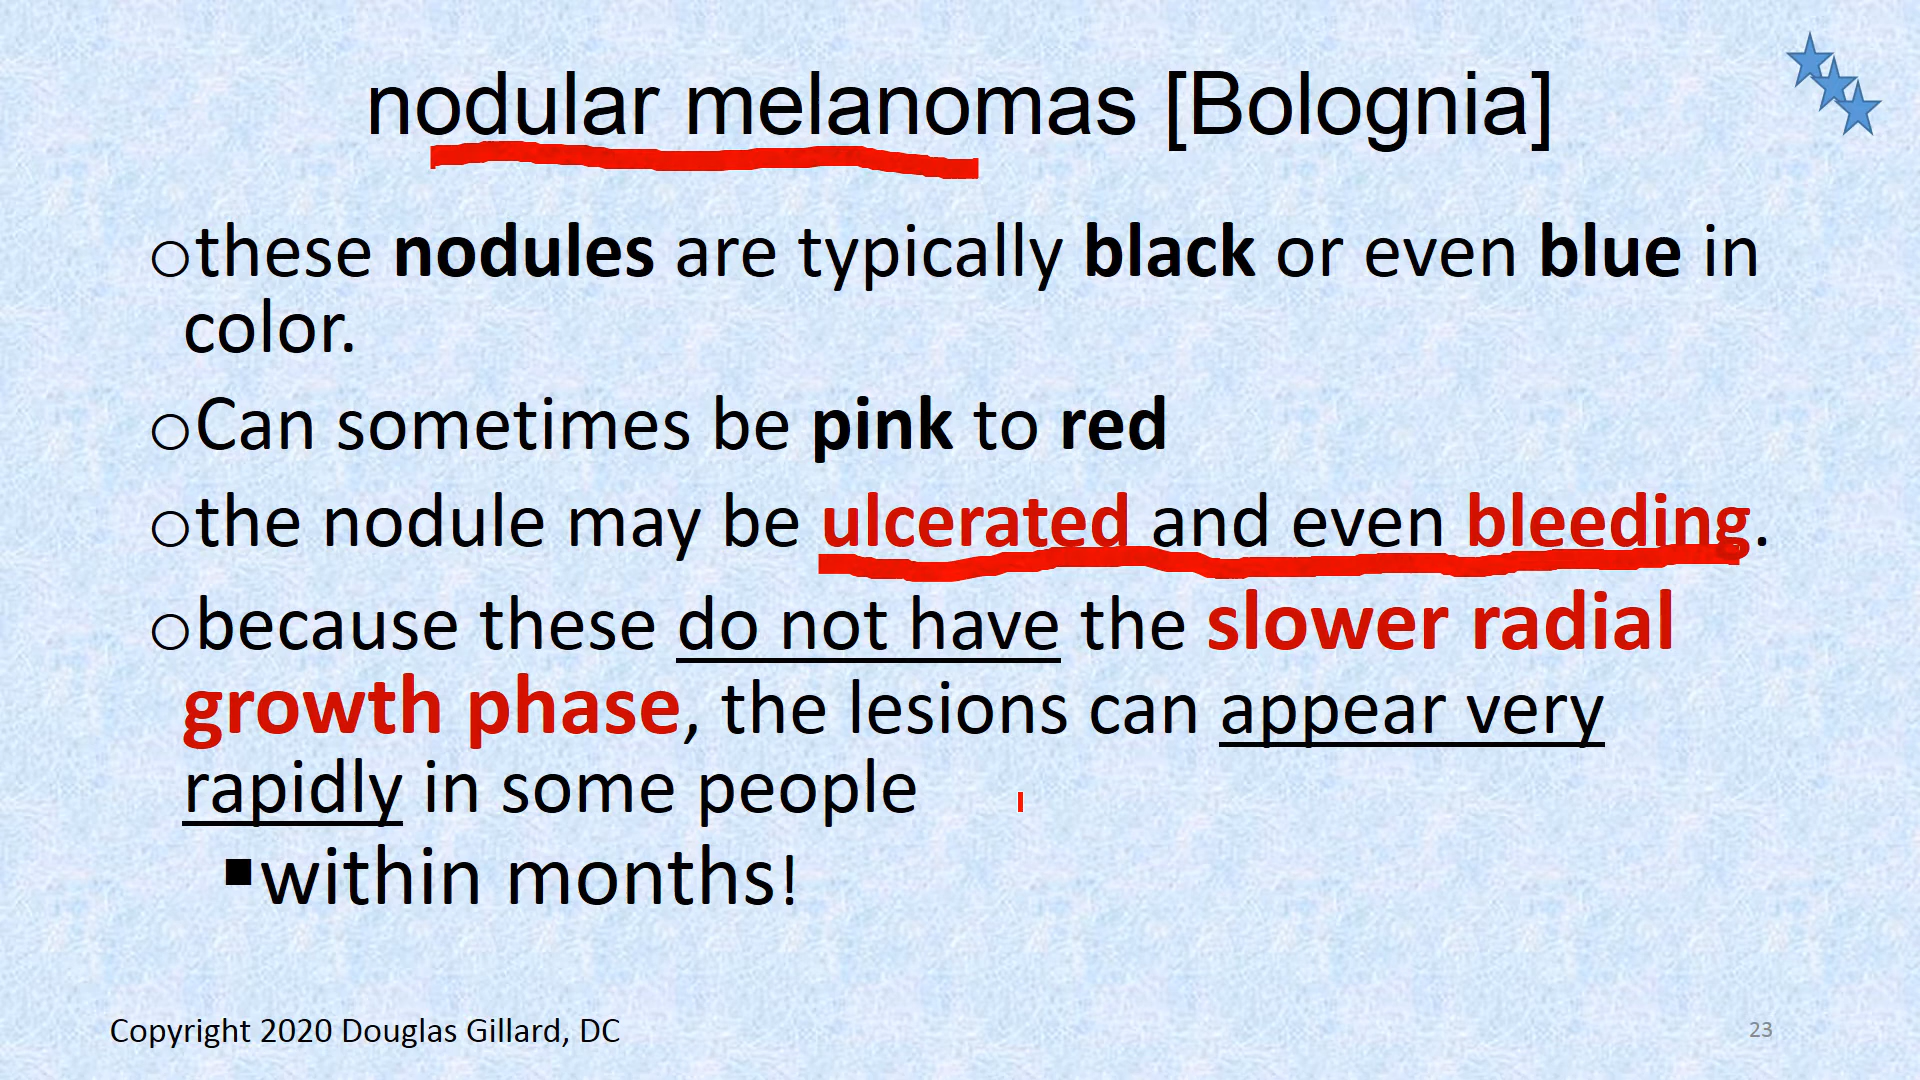 nodular melanomas [Bolognia]
these nodules are typically black or even blue in
color.
Can sometimes be pink to red
the nodule may be ulcerated and even bleeding.
because these do not have the slower radial
growth phase, the lesions can appear very
rapidly in some people
within months!
Copyright 2020 Douglas Gillard, DC
23